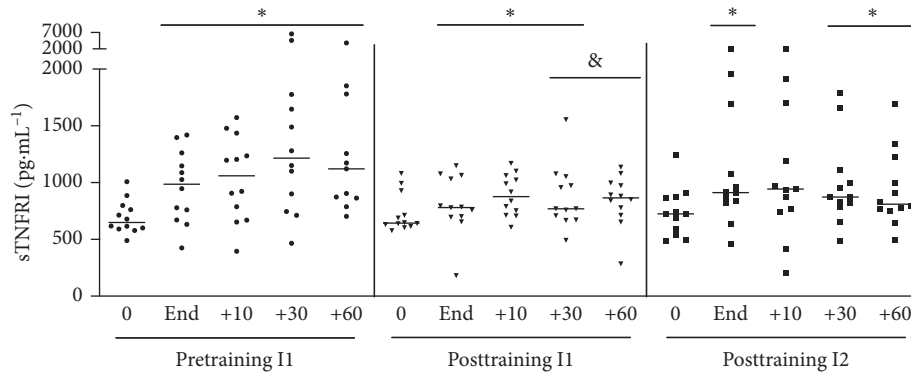 * * * *
7000
2000
2000
&
1500
1000
500
0
sTNFRI (pg·mL⁻¹)
0 End +10 +30 +60 0 End +10 +30 +60 0 End +10 +30 +60
Pretraining I1 Posttraining I1 Posttraining I2